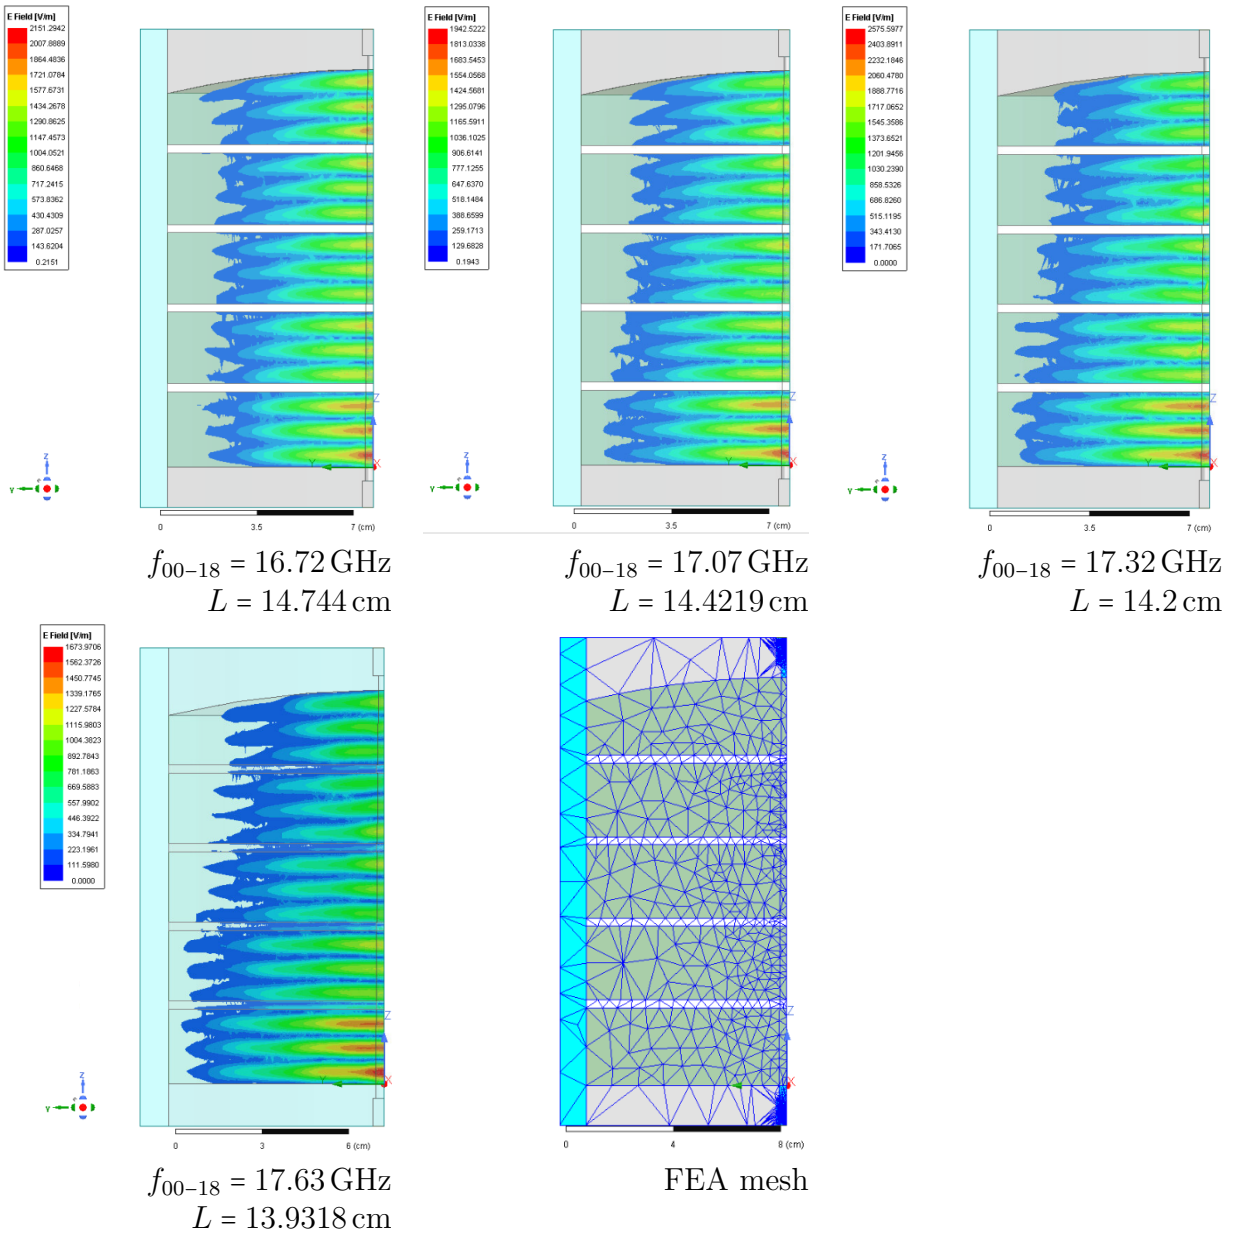 E Field [V/m]
2151.2942
2007.8889
1864.4836
1721.0784
1577.6731
1434.2678
1290.8625
1147.4573
1004.0521
860.6468
717.2415
573.8362
430.4309
287.0257
143.6204
0.2151
Z
Y
X
Z
Y
0
3.5
7 (cm)
f00−18 = 16.72 GHz
L = 14.744 cm
E Field [V/m]
1942.5222
1813.0338
1683.5453
1554.0568
1424.5681
1295.0796
1165.5911
1036.1025
906.6141
777.1255
647.6370
518.1484
388.6599
259.1713
129.6828
0.1943
Z
Y
X
Z
Y
0
3.5
7 (cm)
f00−18 = 17.07 GHz
L = 14.4219 cm
E Field [V/m]
2575.5977
2403.8911
2232.1846
2060.4780
1888.7716
1717.0652
1545.3586
1373.6521
1201.9456
1030.2390
858.5326
686.8260
515.1195
343.4130
171.7065
0.0000
Z
Y
X
Z
Y
0
3.5
7 (cm)
f00−18 = 17.32 GHz
L = 14.2 cm
E Field [V/m]
1673.9706
1562.3726
1450.7745
1339.1765
1227.5784
1115.9803
1004.3823
892.7843
781.1863
669.5883
557.9902
446.3922
334.7941
223.1961
111.5980
0.0000
Z
Y
X
Z
Y
0
3
6 (cm)
f00−18 = 17.63 GHz
L = 13.9318 cm
Z
X
0
4
8 (cm)
FEA mesh